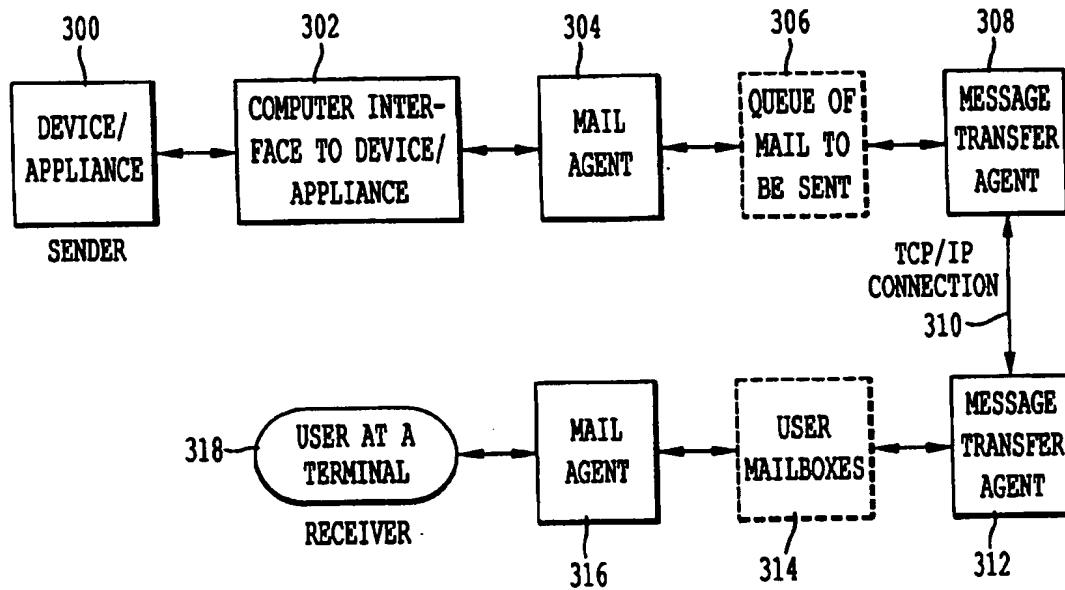 300
302
304
306
308
DEVICE/
APPLIANCE
COMPUTER INTER-
FACE TO DEVICE/
APPLIANCE
MAIL
AGENT
QUEUE OF
MAIL TO
BE SENT
MESSAGE
TRANSFER
AGENT
SENDER
TCP/IP
CONNECTION
310
318
USER AT A
TERMINAL
MAIL
AGENT
USER
MAILBOXES
MESSAGE
TRANSFER
AGENT
RECEIVER
316
314
312